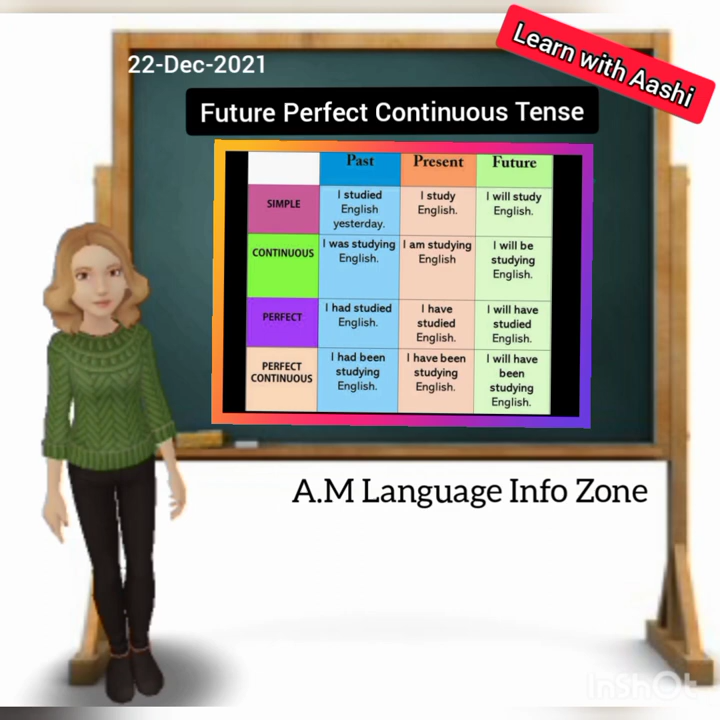 Learn with Aashi
22-Dec-2021
Future Perfect Continuous Tense
Past Present Future
SIMPLE
I studied
English
yesterday.
I study
English.
I will study
English.
CONTINUOUS
I was studying
English.
I am studying
English
I will be
studying
English.
PERFECT
I had studied
English.
I have
studied
English.
I will have
studied
English.
PERFECT
CONTINUOUS
I had been
studying
English.
I have been
studying
English.
I will have
been
studying
English.
A.M Language Info Zone
InShOt